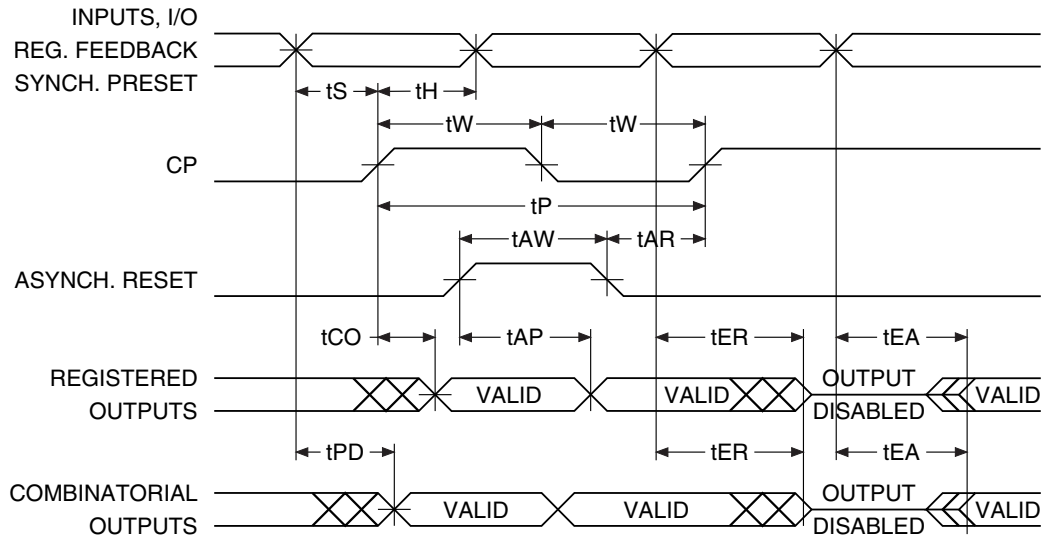 INPUTS, I/O
REG. FEEDBACK
SYNCH. PRESET
tS tH
tW tW
CP
tP
tAW tAR
ASYNCH. RESET
tCO tAP tER tEA
REGISTERED
OUTPUTS
VALID VALID OUTPUT
DISABLED VALID
tPD tER tEA
COMBINATORIAL
OUTPUTS
VALID VALID OUTPUT
DISABLED VALID